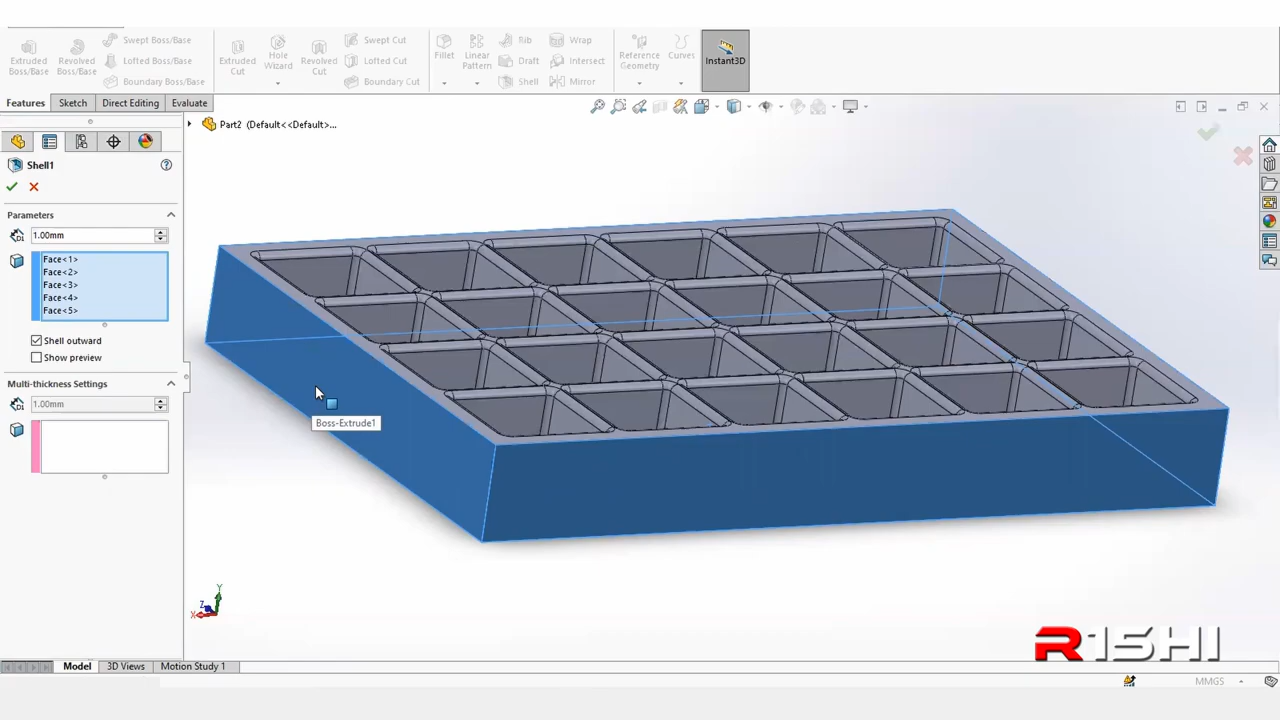 Extruded Boss/Base
Revolved Boss/Base
Swept Boss/Base
Lofted Boss/Base
Boundary Boss/Base
Extruded Cut
Hole Wizard
Revolved Cut
Swept Cut
Lofted Cut
Boundary Cut
Fillet
Linear Pattern
Rib
Draft
Shell
Wrap
Intersect
Mirror
Reference Geometry
Curves
Instant3D
Features
Sketch
Direct Editing
Evaluate
Part2 (Default<<Default>...
Shell1
Parameters
1.00mm
Face<1>
Face<2>
Face<3>
Face<4>
Face<5>
Shell outward
Show preview
Multi-thickness Settings
1.00mm
Boss-Extrude1
Y
Z
X
R15HI
Model
3D Views
Motion Study 1
MMGS